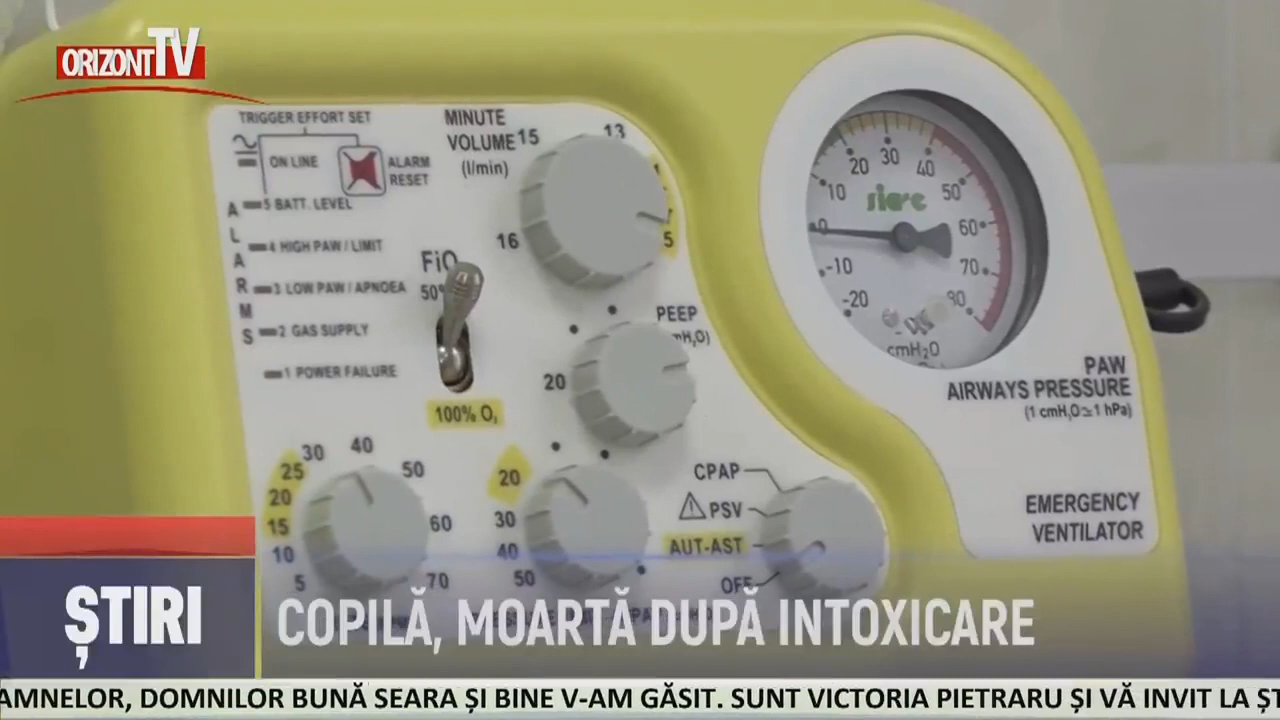 ORIZONT TV
TRIGGER EFFORT SET
ON LINE
ALARM
RESET
MINUTE
VOLUME
(l/min)
15
13
16
5
ALARMS
5 BATT. LEVEL
4 HIGH PAW / LIMIT
3 LOW PAW / APNOEA
2 GAS SUPPLY
1 POWER FAILURE
FiO
50%
100% O₂
PEEP
20
-20
-10
0
10
20
30
40
50
60
70
80
siare
cmH2O
PAW
AIRWAYS PRESSURE
(1 cmH₂O≃1 hPa)
EMERGENCY
VENTILATOR
5
10
15
20
25
30
40
50
60
70
20
30
40
50
CPAP
PSV
AUT-AST
OFF
ȘTIRI
COPILĂ, MOARTĂ DUPĂ INTOXICARE
AMNELOR, DOMNILOR BUNĂ SEARA ȘI BINE V-AM GĂSIT. SUNT VICTORIA PIETRARU ȘI VĂ INVIT LA ȘT